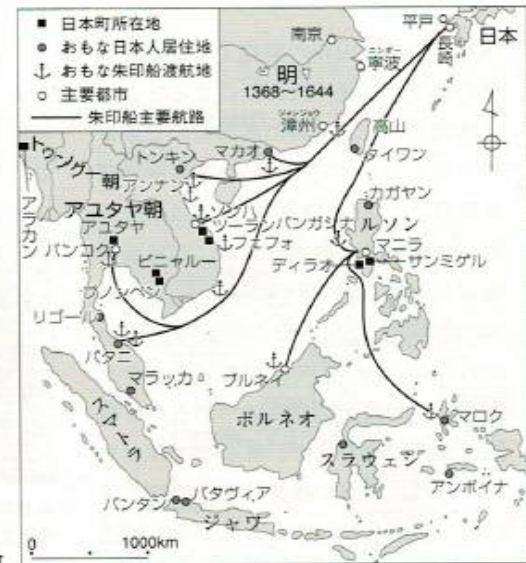 日本町所在地
おもな日本人居住地
おもな朱印船渡航地
主要都市
朱印船主要航路
平戸
長崎
日本
南京
ニンポー
寧波
明
1368～1644
ジャンジョウ
漳州
高山
タイワン
トゥングー朝
トンキン
マカオ
アンナン
アラカン
アユタヤ朝
アユタヤ
バンコク
ソンハ
ツーラン
フェフォ
ピニャルー
プノンペン
カガヤン
パンガシナ
ルソン
マニラ
ディラオ
サンミゲル
リゴール
パタニ
マラッカ
スマトラ
ブルネイ
ボルネオ
スラウェシ
マロク
アンボイナ
バンタン
バタヴィア
ジャワ
0
1000km